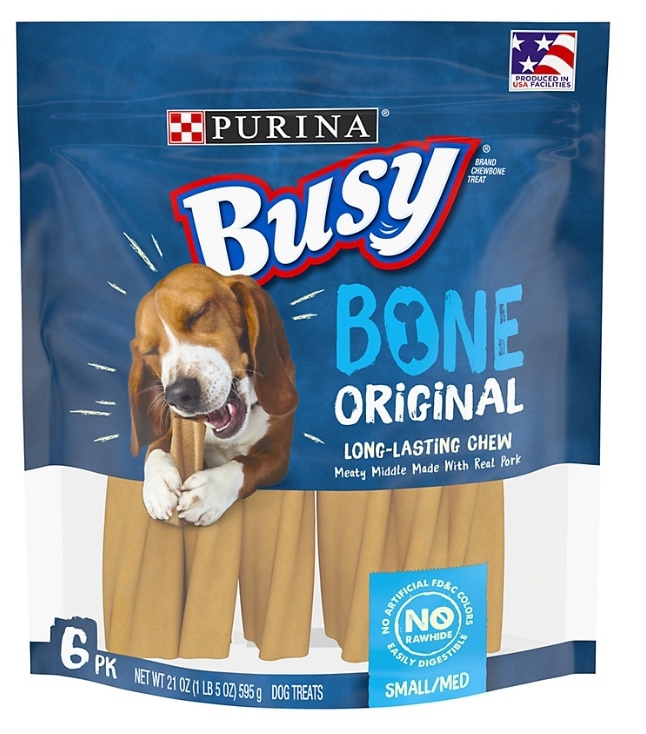 PRODUCED IN
USA FACILITIES
PURINA®
Busy®
BRAND
CHEWBONE
TREAT
BONE
ORiGiNAL
LONG-LASTING CHEW
Meaty Middle Made With Real Pork
NO ARTIFICIAL FD&C COLORS
NO
RAWHIDE
EASILY DIGESTIBLE
6 PK
NET WT 21 OZ (1 LB 5 OZ) 595 g DOG TREATS
SMALL/MED